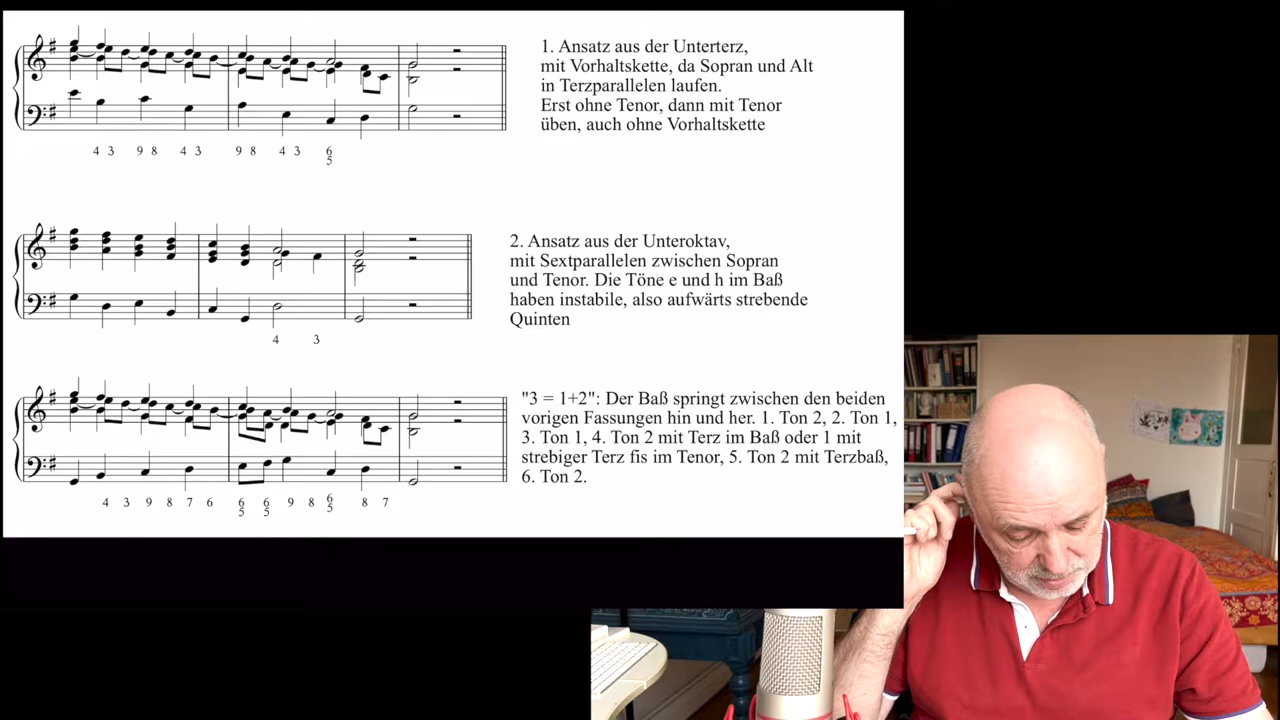 1. Ansatz aus der Unterterz,
mit Vorhaltskette, da Sopran und Alt
in Terzparallelen laufen.
Erst ohne Tenor, dann mit Tenor
üben, auch ohne Vorhaltskette
4 3 9 8 4 3 9 8 4 3 6
5
2. Ansatz aus der Unteroktav,
mit Sextparallelen zwischen Sopran
und Tenor. Die Töne e und h im Baß
haben instabile, also aufwärts strebende
Quinten
4 3
"3 = 1+2": Der Baß springt zwischen den beiden
vorigen Fassungen hin und her. 1. Ton 2, 2. Ton 1,
3. Ton 1, 4. Ton 2 mit Terz im Baß oder 1 mit
strebiger Terz fis im Tenor, 5. Ton 2 mit Terzbaß,
6. Ton 2.
4 3 9 8 7 6 6 6 9 8 6 8 7
5 5 5